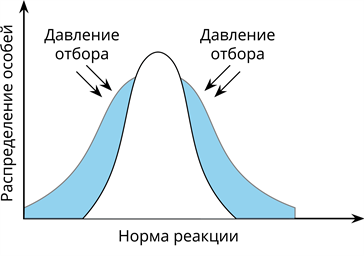 Давление
отбора
Давление
отбора
Распределение особей
Норма реакции